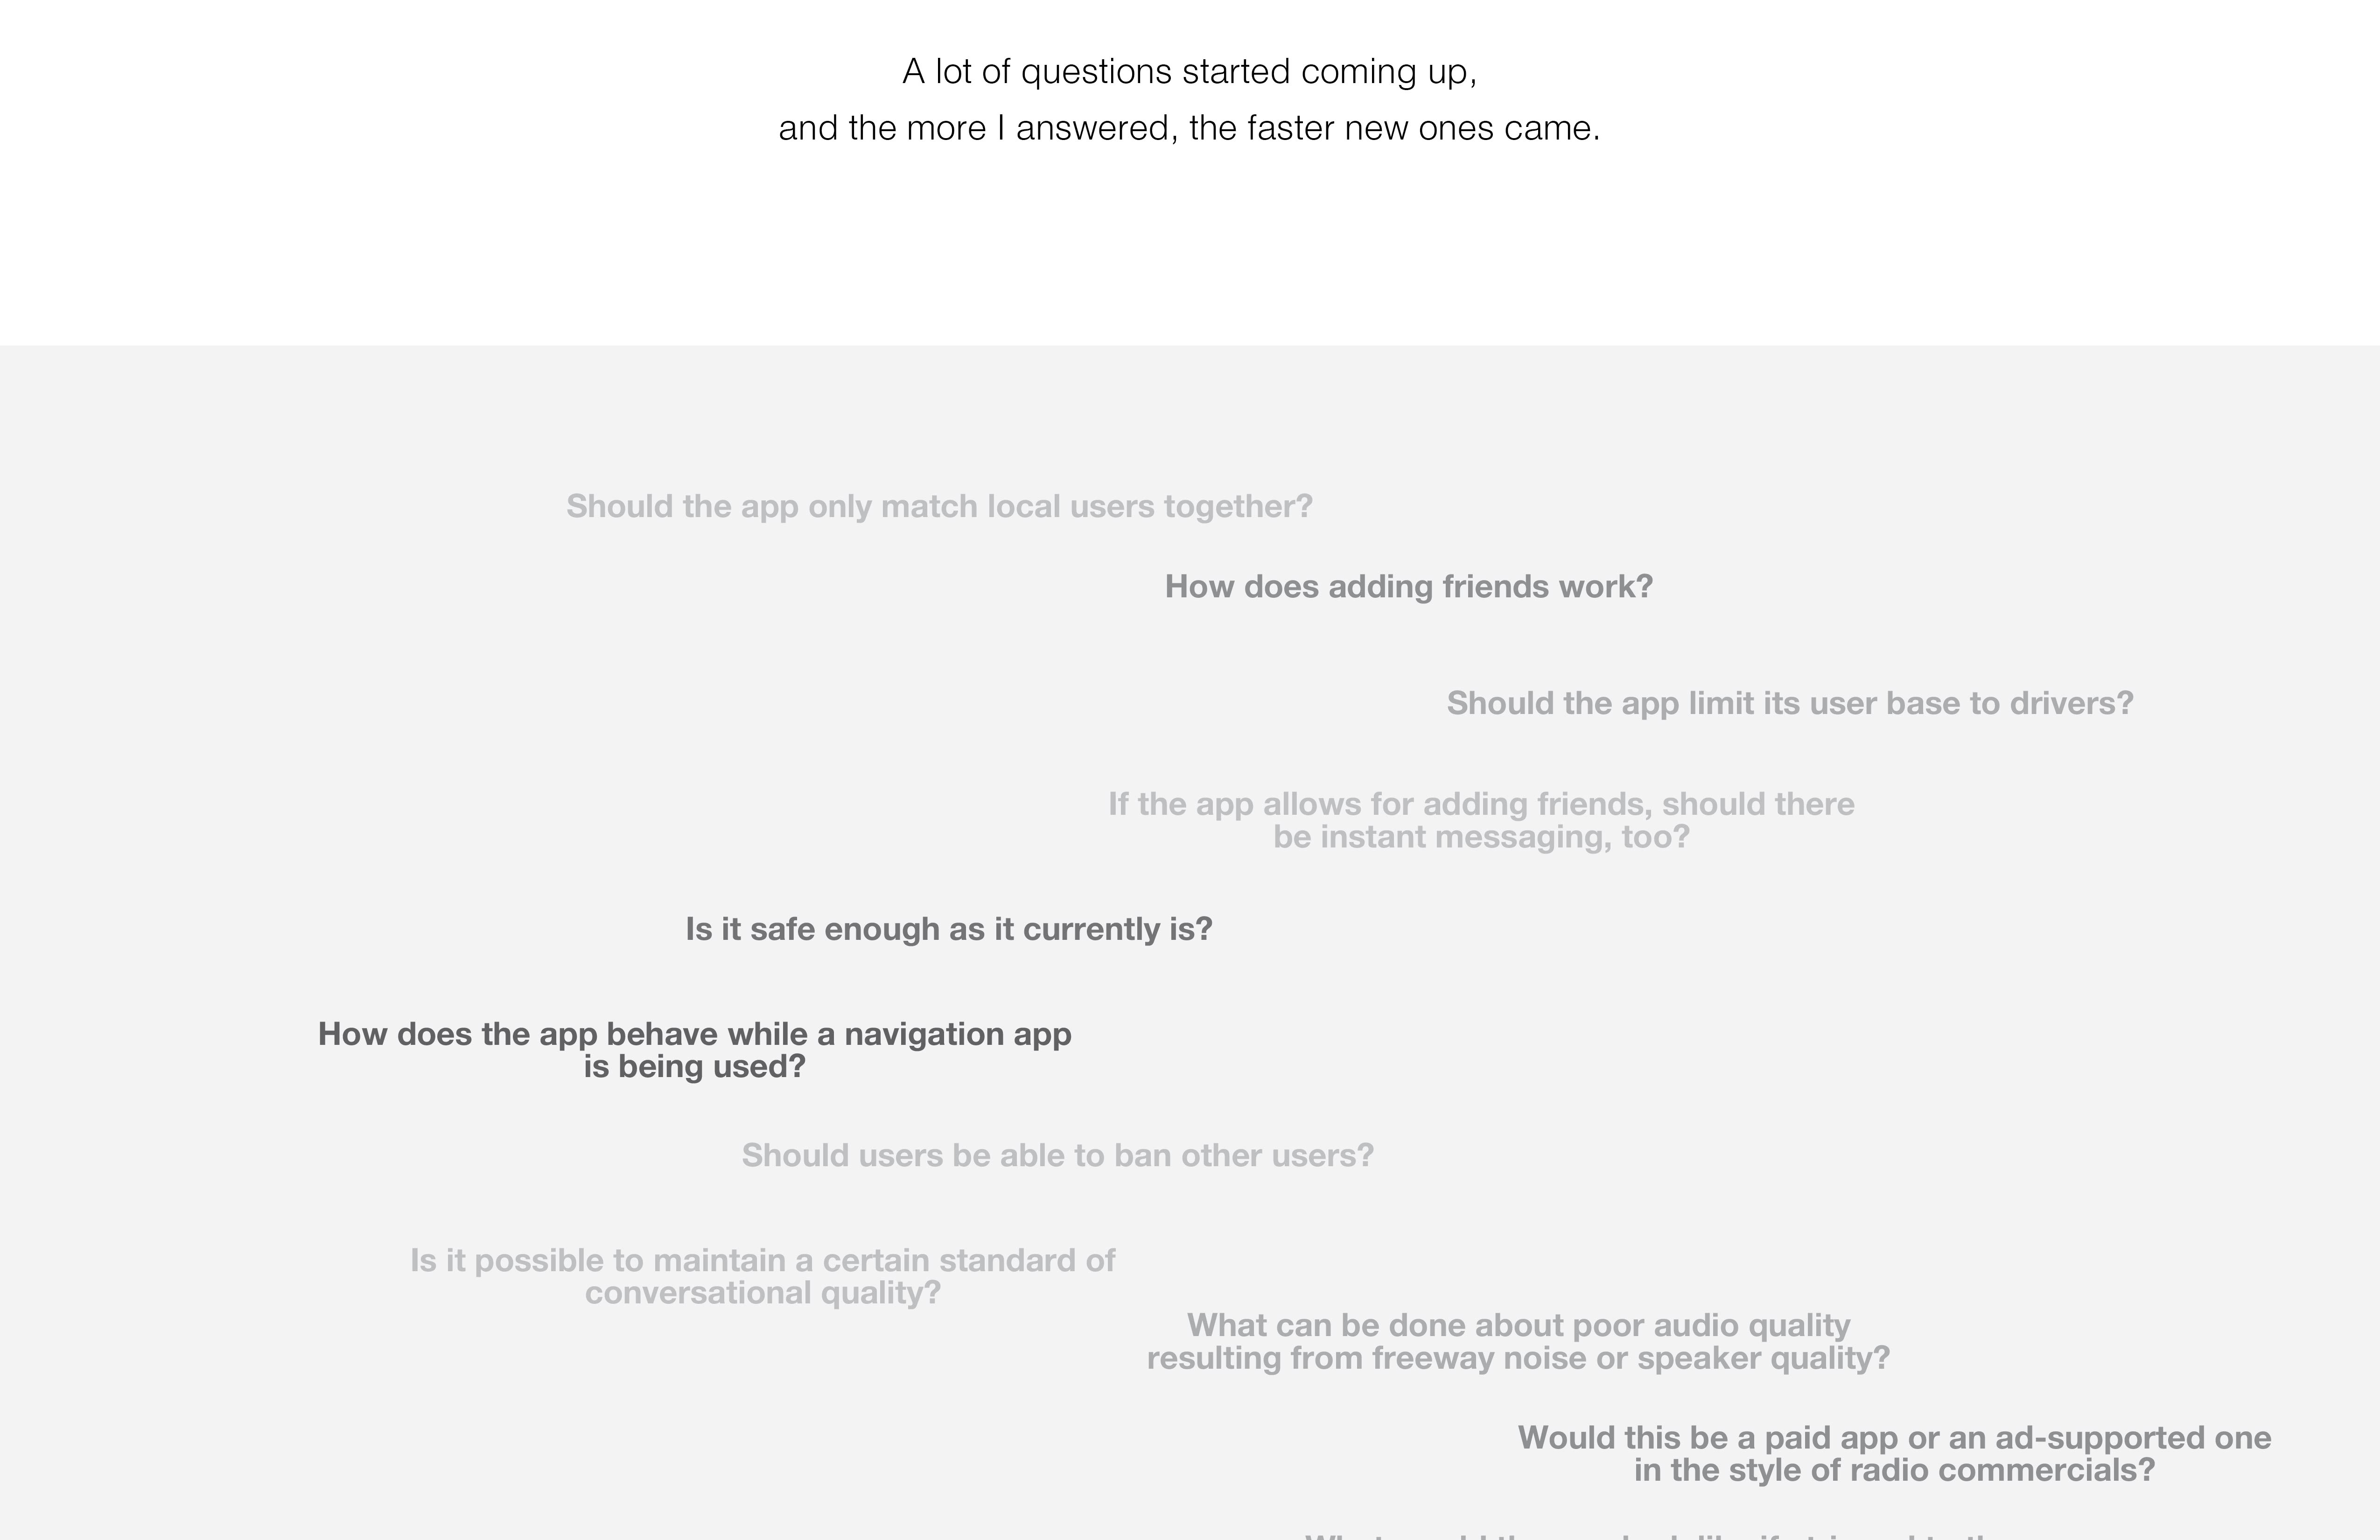 A lot of questions started coming up,
and the more I answered, the faster new ones came.
Should the app only match local users together?
How does adding friends work?
Should the app limit its user base to drivers?
If the app allows for adding friends, should there
be instant messaging, too?
Is it safe enough as it currently is?
How does the app behave while a navigation app
is being used?
Should users be able to ban other users?
Is it possible to maintain a certain standard of
conversational quality?
What can be done about poor audio quality
resulting from freeway noise or speaker quality?
Would this be a paid app or an ad-supported one
in the style of radio commercials?